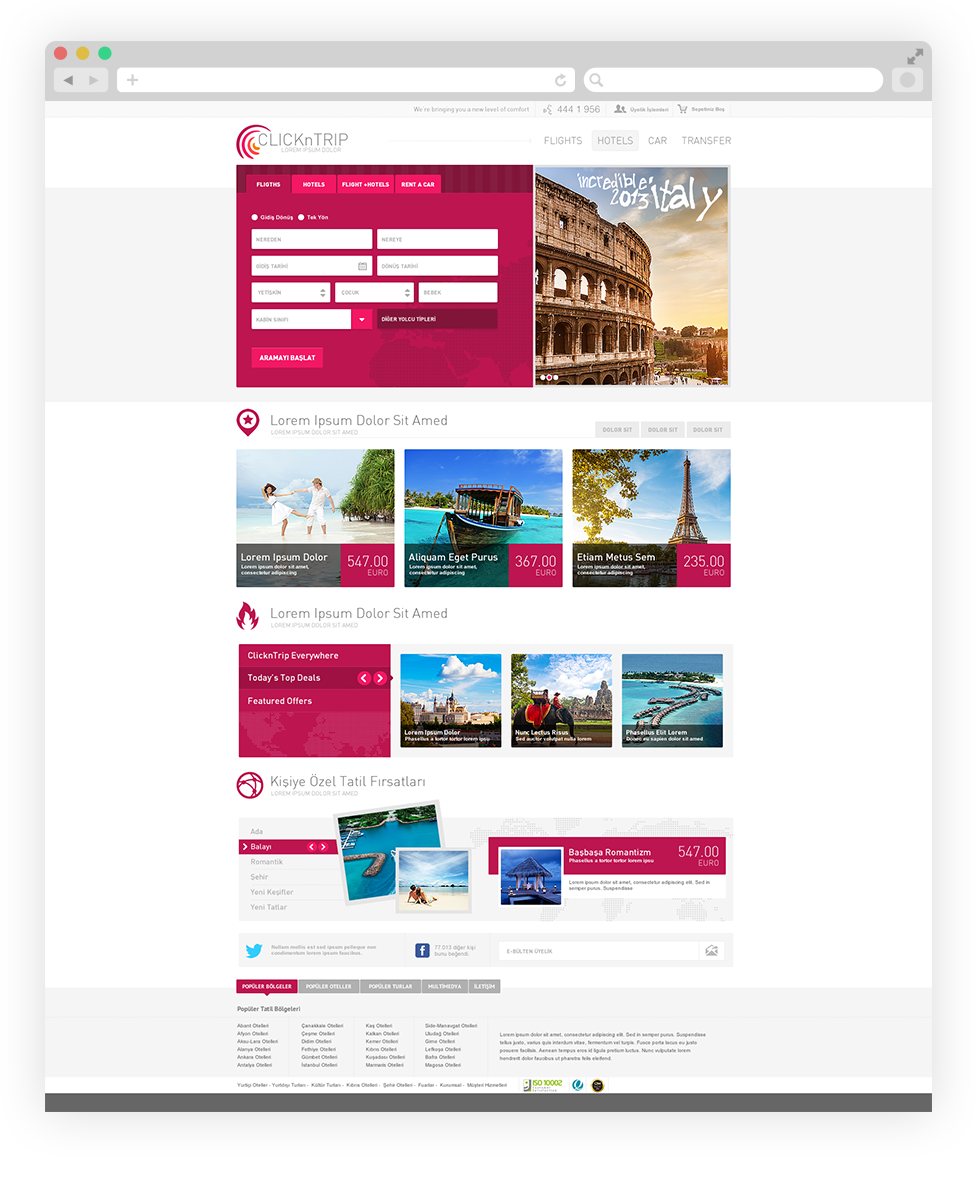 We're bringing you a new level of comfort
444 1 956
Üyelik İşlemleri
Sepetiniz Boş
CLICKnTRIP
LOREM IPSUM DOLOR
FLIGHTS
HOTELS
CAR
TRANSFER
FLIGTHS
HOTELS
FLIGHT +HOTELS
RENT A CAR
Gidiş Dönüş
Tek Yön
NEREDEN
NEREYE
GİDİŞ TARİHİ
DÖNÜŞ TARİHİ
YETİŞKİN
ÇOCUK
BEBEK
KABİN SINIFI
DİĞER YOLCU TİPLERİ
ARAMAYI BAŞLAT
incredible
2013 italy
Lorem Ipsum Dolor Sit Amed
LOREM IPSUM DOLOR SIT AMED
DOLOR SIT
DOLOR SIT
DOLOR SIT
Lorem Ipsum Dolor
Lorem ipsum dolor sit amet,
consectetur adipiscing
547.00
EURO
Aliquam Eget Purus
Lorem ipsum dolor sit amet,
consectetur adipiscing
367.00
EURO
Etiam Metus Sem
Lorem ipsum dolor sit amet,
consectetur adipiscing
235.00
EURO
Lorem Ipsum Dolor Sit Amed
LOREM IPSUM DOLOR SIT AMED
ClicknTrip Everywhere
Today's Top Deals
Featured Offers
Lorem Ipsum Dolor
Phasellus a tortor tortor lorem ipsu
Nunc Lectus Risus
Sed auctor volutpat nulla lorem
Phasellus Elit Lorem
Donec eu sapien dolor sit amed
Kişiye Özel Tatil Fırsatları
LOREM IPSUM DOLOR SIT AMED
Ada
Balayı
Romantik
Şehir
Yeni Keşifler
Yeni Tatlar
Başbaşa Romantizm
Phasellus a tortor tortor lorem ipsu
547.00
EURO
Lorem ipsum dolor sit amet, consectetur adipiscing elit. Sed in
semper purus. Suspendisse
Nullam mollis est sed ipsum petleque non
condimentum lorem ipsum faucibus.
77.013 diğer kişi
bunu beğendi.
E-BÜLTEN ÜYELİK
POPÜLER BÖLGELER
POPÜLER OTELLER
POPÜLER TURLAR
MULTİMEDYA
İLETİŞİM
Popüler Tatil Bölgeleri
Abant Otelleri
Afyon Otelleri
Aksu-Lara Otelleri
Alanya Otelleri
Ankara Otelleri
Antalya Otelleri
Çanakkale Otelleri
Çeşme Otelleri
Didim Otelleri
Fethiye Otelleri
Gümbet Otelleri
İstanbul Otelleri
Kaş Otelleri
Kalkan Otelleri
Kemer Otelleri
Kıbrıs Otelleri
Kuşadası Otelleri
Marmaris Otelleri
Side-Manavgat Otelleri
Uludağ Otelleri
Girne Otelleri
Lefkoşa Otelleri
Bafra Otelleri
Magusa Otelleri
Lorem ipsum dolor sit amet, consectetur adipiscing elit. Sed in semper purus. Suspendisse
tellus justo, varius quis interdum vitae, fermentum vel turpis. Fusce porta lacus eu justo
posuere facilisis. Aenean tempus eros id ligula pretium luctus. Nunc vulputate lorem
hendrerit dolor faucibus ut pharetra felis eleifend.
Yurtiçi Oteller - Yurtdışı Turları - Kültür Turları - Kıbrıs Otelleri - Şehir Otelleri - Fuarlar - Kurumsal - Müşteri Hizmetleri
ISO 10002